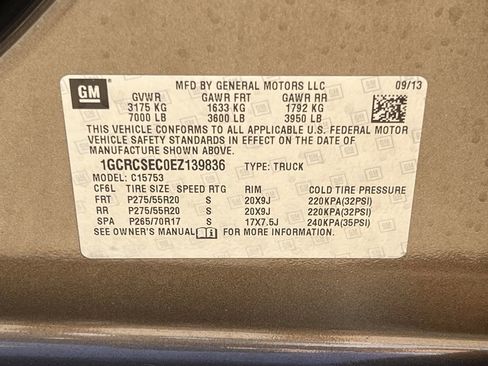 GM
MFD BY GENERAL MOTORS LLC 09/13
GVWR GAWR FRT GAWR RR
3175 KG 1633 KG 1792 KG
7000 LB 3600 LB 3950 LB
THIS VEHICLE CONFORMS TO ALL APPLICABLE U.S. FEDERAL MOTOR
VEHICLE SAFETY STANDARDS IN EFFECT ON THE DATE OF
MANUFACTURE SHOWN ABOVE.
1GCRCSEC0EZ139836 TYPE: TRUCK
MODEL: C15753
CF6L TIRE SIZE SPEED RTG RIM COLD TIRE PRESSURE
FRT P275/55R20 S 20X9J 220KPA(32PSI)
RR P275/55R20 S 20X9J 220KPA(32PSI)
SPA P265/70R17 S 17X7.5J 240KPA(35PSI)
SEE OWNER'S MANUAL FOR MORE INFORMATION.